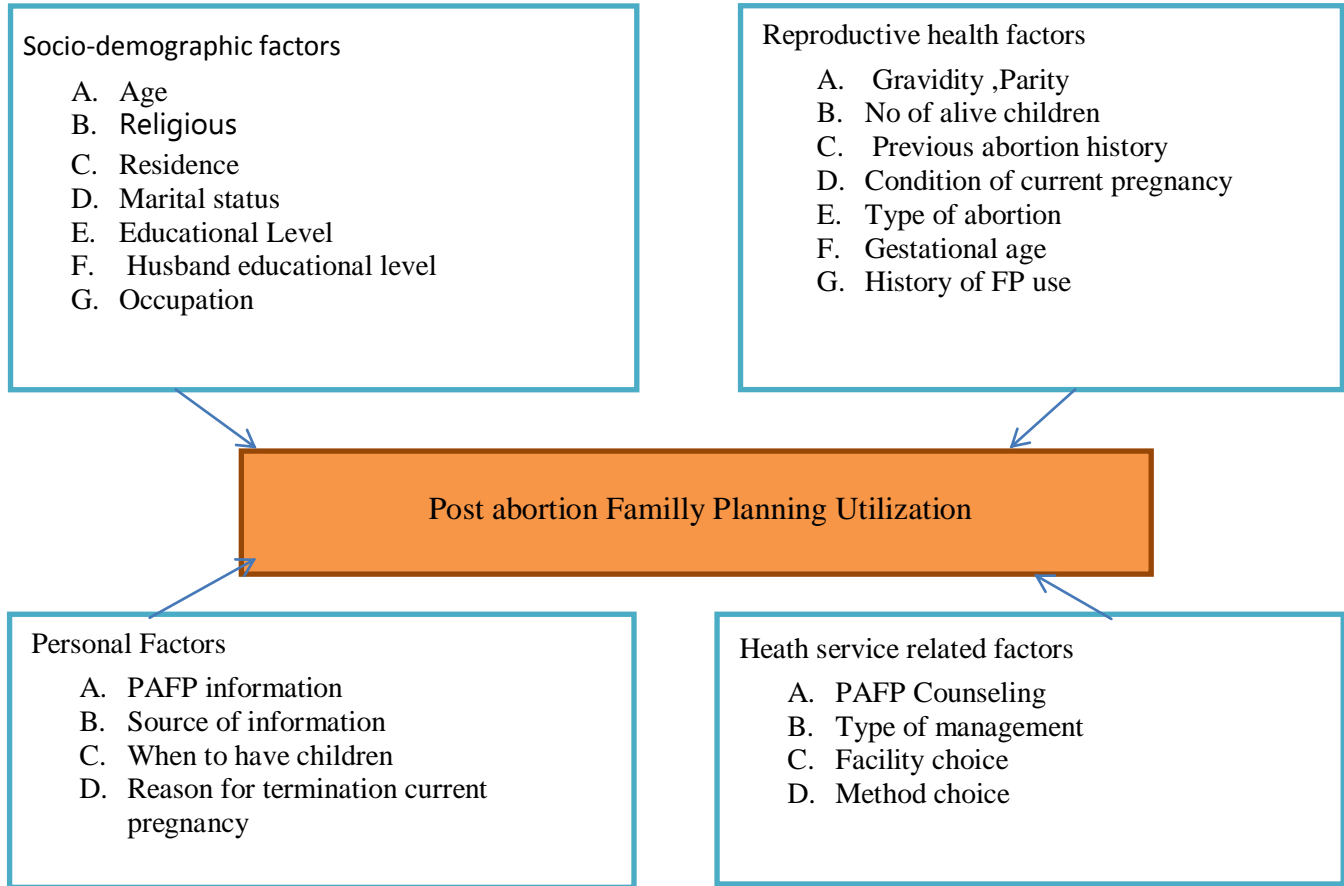 Socio-demographic factors
A. Age
B. Religious
C. Residence
D. Marital status
E. Educational Level
F. Husband educational level
G. Occupation
Reproductive health factors
A. Gravidity ,Parity
B. No of alive children
C. Previous abortion history
D. Condition of current pregnancy
E. Type of abortion
F. Gestational age
G. History of FP use
Post abortion Familly Planning Utilization
Personal Factors
A. PAFP information
B. Source of information
C. When to have children
D. Reason for termination current
pregnancy
Heath service related factors
A. PAFP Counseling
B. Type of management
C. Facility choice
D. Method choice